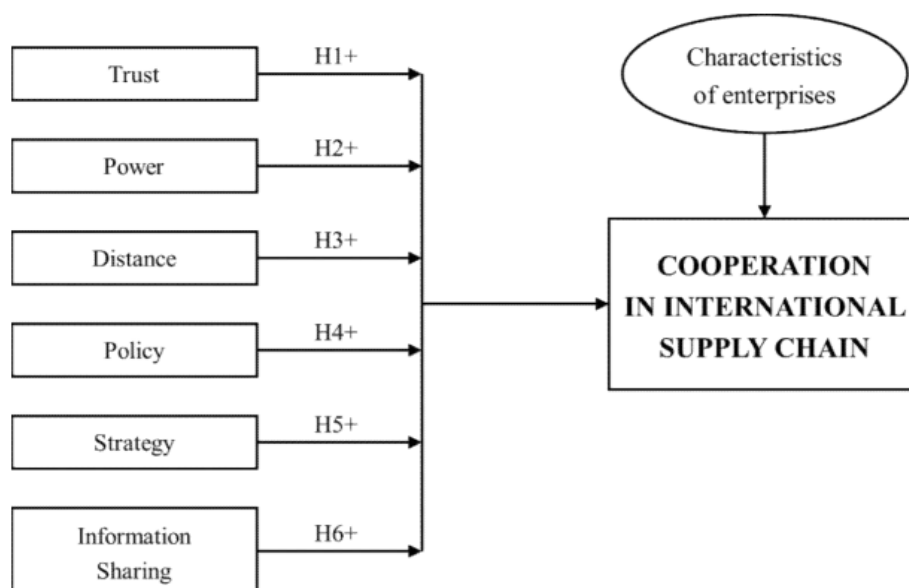 Trust
H1+
Power
H2+
Distance
H3+
Policy
H4+
Strategy
H5+
Information
Sharing
H6+
Characteristics
of enterprises
COOPERATION
IN INTERNATIONAL
SUPPLY CHAIN